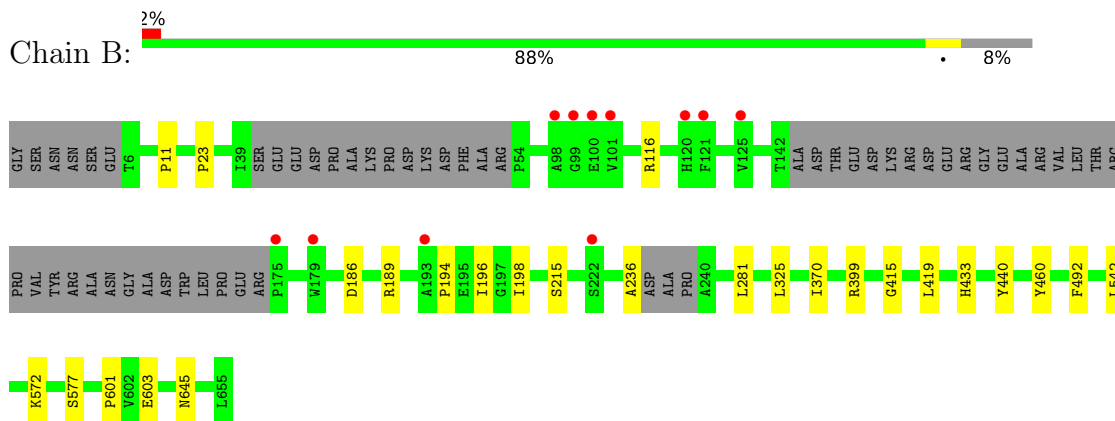 2%
Chain B:
88%
•
8%
GLY SER ASN ASN SER GLU T6 P11 P23 I39 SER GLU GLU ASP PRO ALA LYS PRO ASP LYS ASP PHE ALA ARG P54 A98 G99 E100 V101 R116 H120 F121 V125 T142 ALA ASP THR GLU ASP LYS ARG ASP GLU ARG GLY GLU ALA ARG VAL LEU THR ARG
PRO VAL TYR ARG ALA ASN GLY ALA ASP TRP LEU PRO GLU ARG P175 W179 D186 R189 A193 P194 E195 I196 G197 I198 S215 S222 A236 ASP ALA PRO A240 L281 L325 I370 R399 G415 L419 H433 Y440 Y460 F492 L542
K572 S577 P601 V602 E603 N645 L655